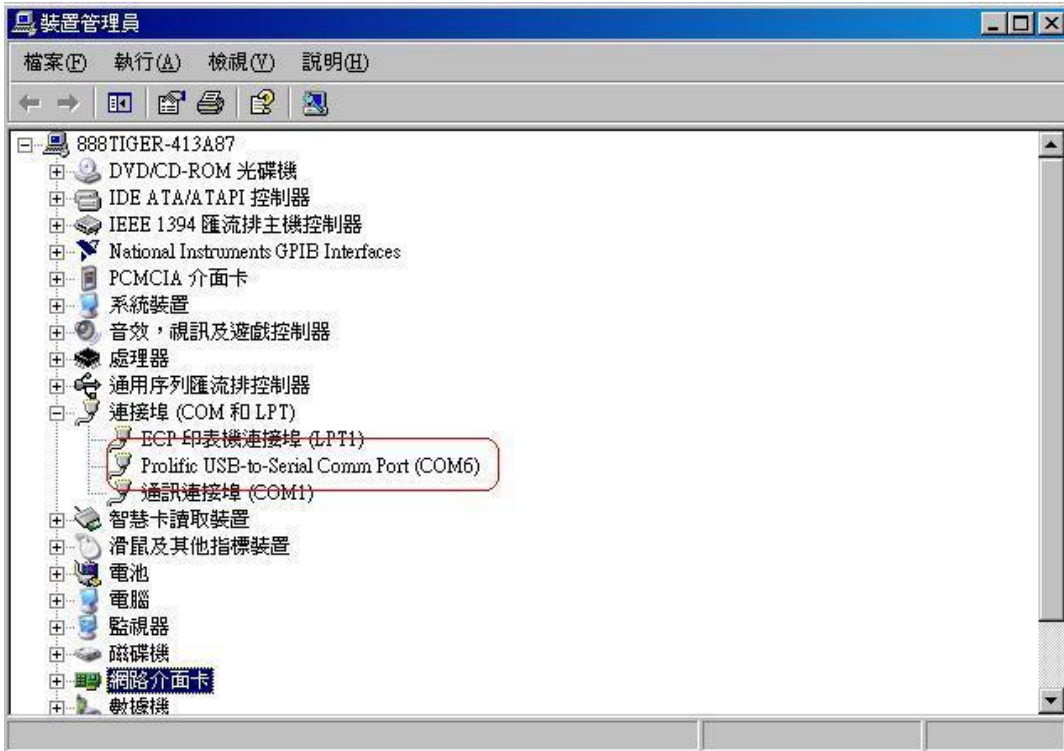 裝置管理員
檔案(F) 執行(A) 檢視(V) 說明(H)
888TIGER-413A87
DVD/CD-ROM 光碟機
IDE ATA/ATAPI 控制器
IEEE 1394 匯流排主機控制器
National Instruments GPIB Interfaces
PCMCIA 介面卡
系統裝置
音效，視訊及遊戲控制器
處理器
通用序列匯流排控制器
連接埠 (COM 和 LPT)
ECP 印表機連接埠 (LPT1)
Prolific USB-to-Serial Comm Port (COM6)
通訊連接埠 (COM1)
智慧卡讀取裝置
滑鼠及其他指標裝置
電池
電腦
監視器
磁碟機
網路介面卡
數據機